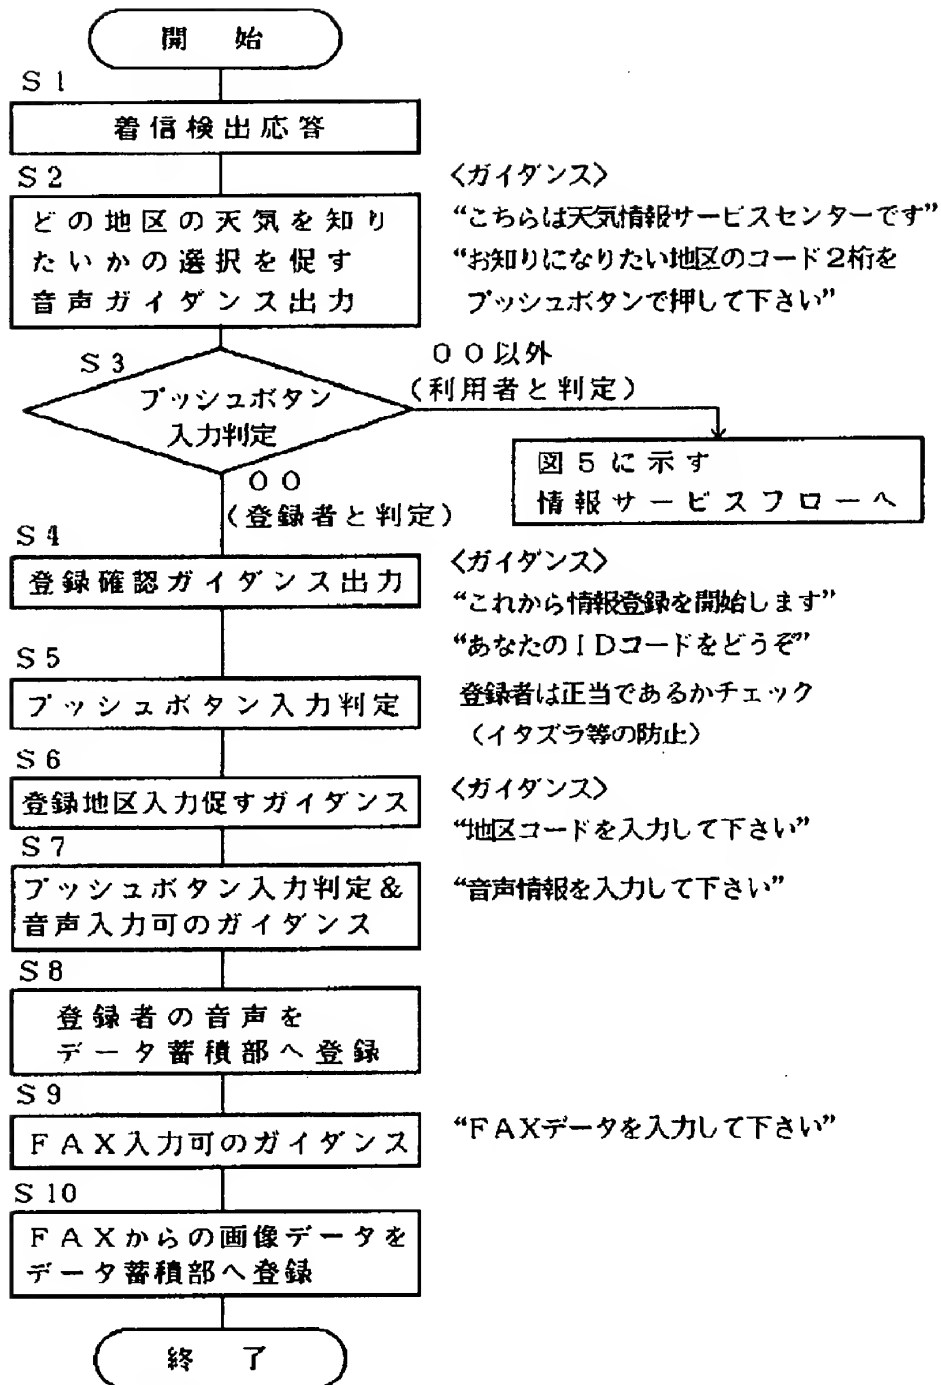 開 始
S1
着信検出応答
S2
どの地区の天気を知り
たいかの選択を促す
音声ガイダンス出力
〈ガイダンス〉
“こちらは天気情報サービスセンターです”
“お知りになりたい地区のコード2桁を
プッシュボタンで押して下さい”
S3
プッシュボタン
入力判定
００以外
(利用者と判定)
図５に示す
情報サービスフローへ
００
(登録者と判定)
S4
登録確認ガイダンス出力
〈ガイダンス〉
“これから情報登録を開始します”
“あなたのＩＤコードをどうぞ”
S5
プッシュボタン入力判定
登録者は正当であるかチェック
(イタズラ等の防止)
S6
登録地区入力促すガイダンス
〈ガイダンス〉
“地区コードを入力して下さい”
S7
プッシュボタン入力判定＆
音声入力可のガイダンス
“音声情報を入力して下さい”
S8
登録者の音声を
データ蓄積部へ登録
S9
ＦＡＸ入力可のガイダンス
“ＦＡＸデータを入力して下さい”
S10
ＦＡＸからの画像データを
データ蓄積部へ登録
終 了